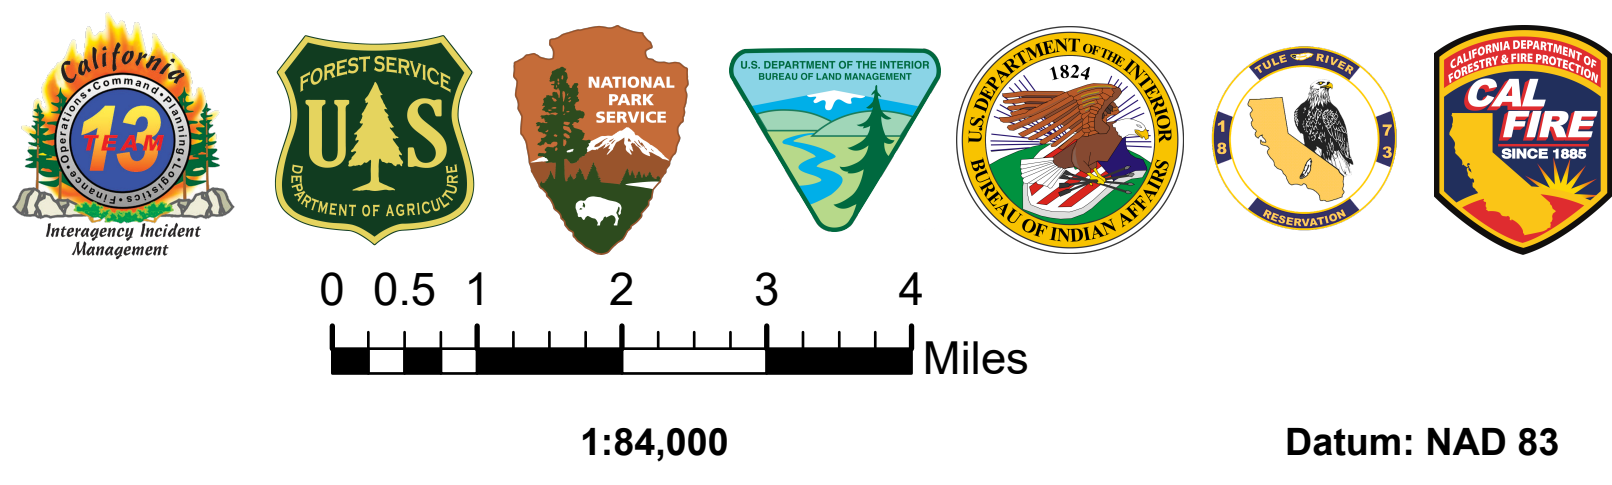 California
Operations • Command • Planning • Logistics • Finance •
13
TEAM
Interagency Incident
Management
FOREST SERVICE
U S
DEPARTMENT OF AGRICULTURE
NATIONAL
PARK
SERVICE
U.S. DEPARTMENT OF THE INTERIOR
BUREAU OF LAND MANAGEMENT
U.S. DEPARTMENT OF THE INTERIOR
1824
BUREAU OF INDIAN AFFAIRS
TULE RIVER
18 73
RESERVATION
CALIFORNIA DEPARTMENT OF
FORESTRY & FIRE PROTECTION
CAL
FIRE
SINCE 1885
0 0.5 1 2 3 4
Miles
1:84,000
Datum: NAD 83